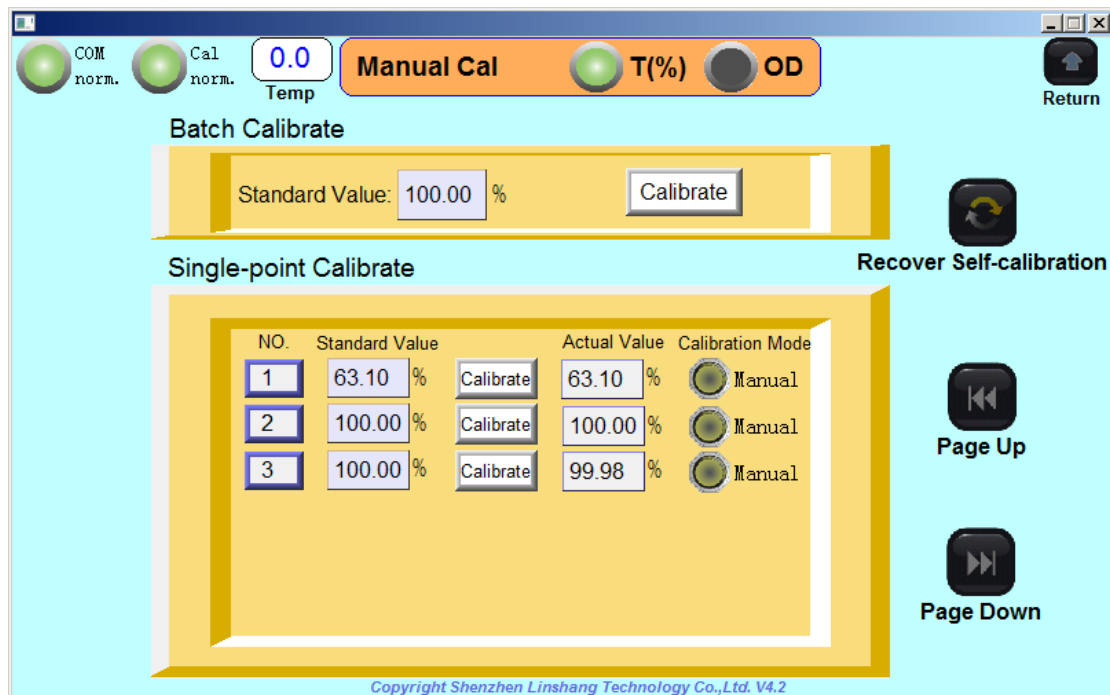 COM norm.
Cal norm.
0.0
Temp
Manual Cal
T(%)
OD
Return
Batch Calibrate
Standard Value: 100.00 %
Calibrate
Recover Self-calibration
Single-point Calibrate
NO. Standard Value Actual Value Calibration Mode
1 63.10 % Calibrate 63.10 % Manual
2 100.00 % Calibrate 100.00 % Manual
3 100.00 % Calibrate 99.98 % Manual
Page Up
Page Down
Copyright Shenzhen Linshang Technology Co.,Ltd. V4.2